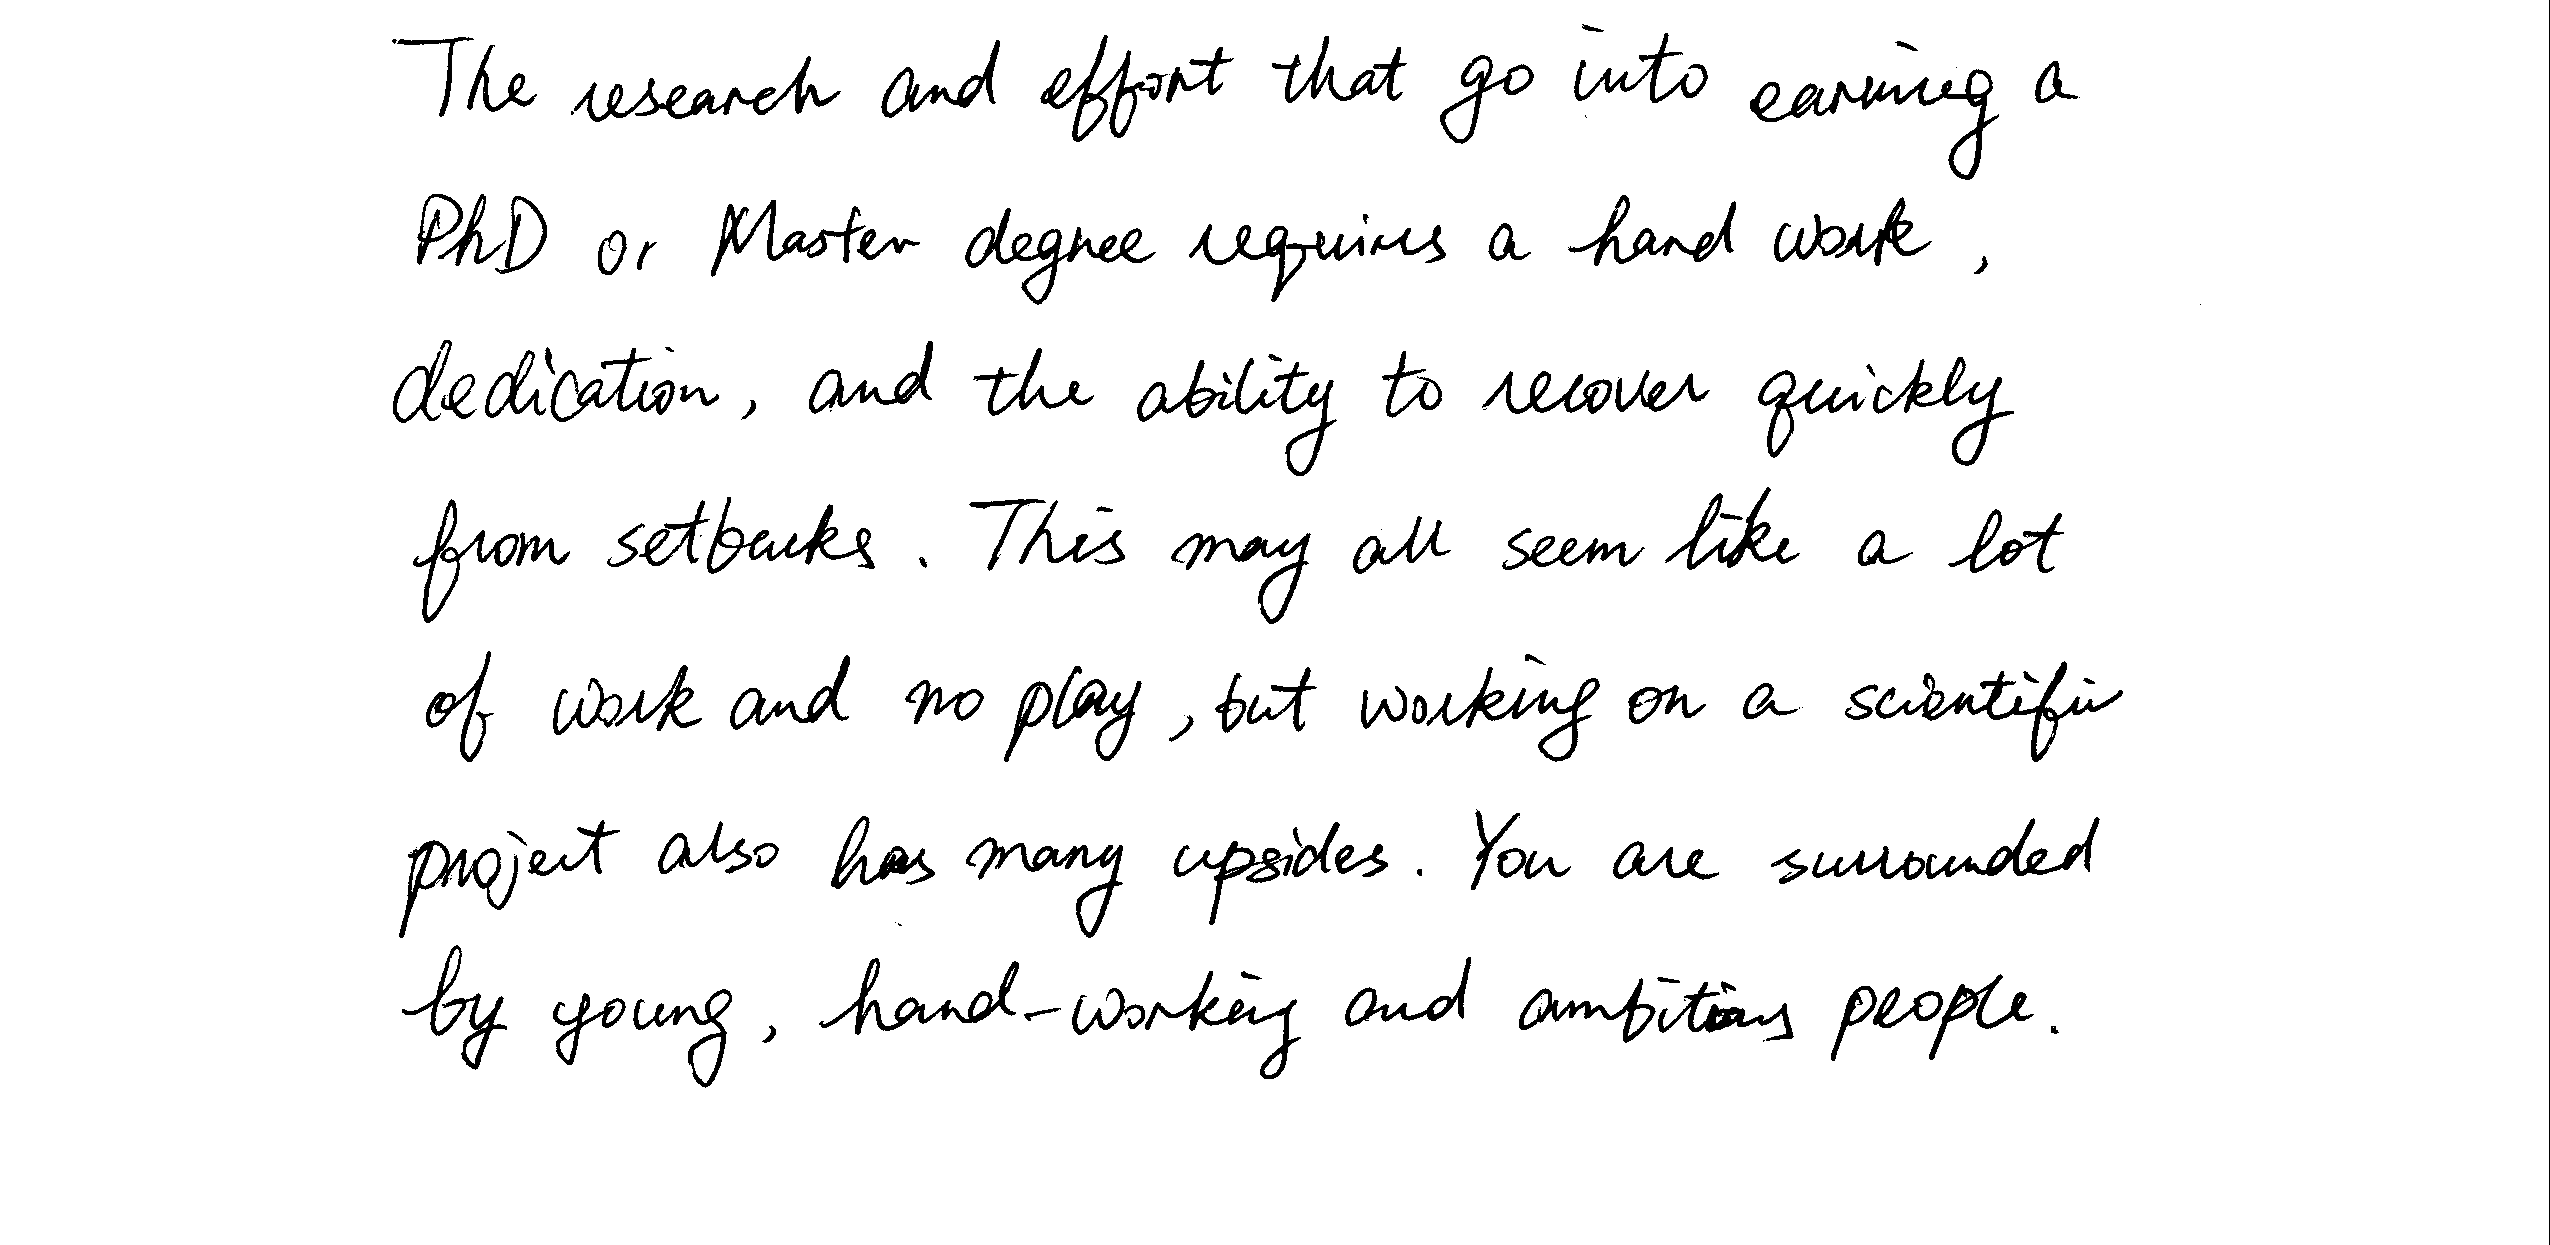 The research and effort that go into earning a
PhD or Master degree requires a hard work,
dedication, and the ability to recover quickly
from setbacks. This may all seem like a lot
of work and no play, but working on a scientific
project also has many upsides. You are surrounded
by young, hard-working and ambitious people.